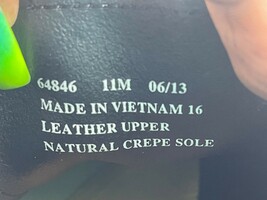 64846 11M 06/13
MADE IN VIETNAM 16
LEATHER UPPER
NATURAL CREPE SOLE